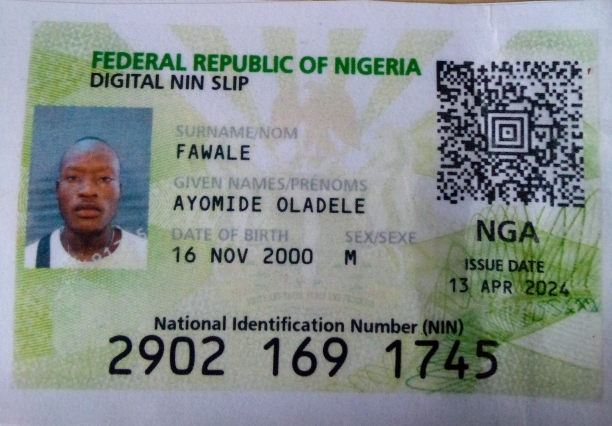 FEDERAL REPUBLIC OF NIGERIA
DIGITAL NIN SLIP
SURNAME/NOM
FAWALE
GIVEN NAMES/PRÉNOMS
AYOMIDE OLADELE
DATE OF BIRTH SEX/SEXE
16 NOV 2000 M
NGA
ISSUE DATE
13 APR 2024
National Identification Number (NIN)
2902 169 1745